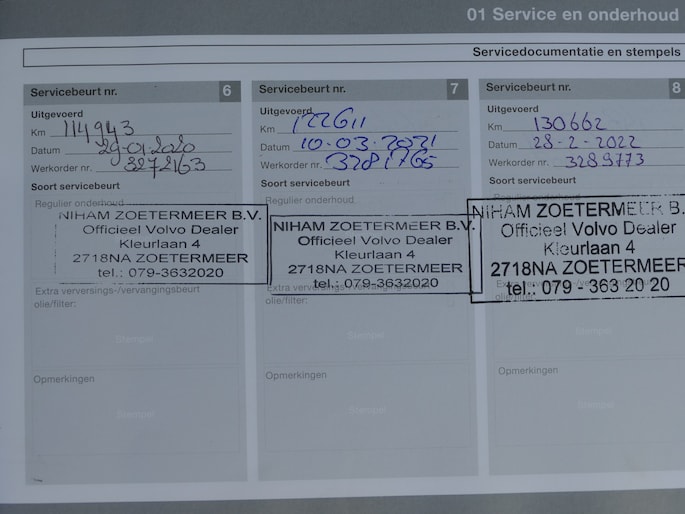 01 Service en onderhoud
Servicedocumentatie en stempels
Servicebeurt nr. 6
Uitgevoerd
Km 114943
Datum 29-01-2020
Werkorder nr. 3272163
Soort servicebeurt
Regulier onderhoud
NIHAM ZOETERMEER B.V.
Officieel Volvo Dealer
Kleurlaan 4
2718NA ZOETERMEER
tel.: 079-3632020
Extra verversings-/vervangingsbeurt
olie/filter:
Stempel
Opmerkingen
Stempel
Servicebeurt nr. 7
Uitgevoerd
Km 122611
Datum 10-03-2021
Werkorder nr. 3281765
Soort servicebeurt
Regulier onderhoud
NIHAM ZOETERMEER B.V.
Officieel Volvo Dealer
Kleurlaan 4
2718NA ZOETERMEER
tel.: 079-3632020
Extra verversings-/vervangingsbeurt
olie/filter:
Stempel
Opmerkingen
Stempel
Servicebeurt nr. 8
Uitgevoerd
Km 130662
Datum 28-2-2022
Werkorder nr. 3289773
Soort servicebeurt
NIHAM ZOETERMEER B.
Officieel Volvo Dealer
Kleurlaan 4
2718NA ZOETERMEER
tel.: 079 - 363 20 20
olie/filter:
Opmerkingen